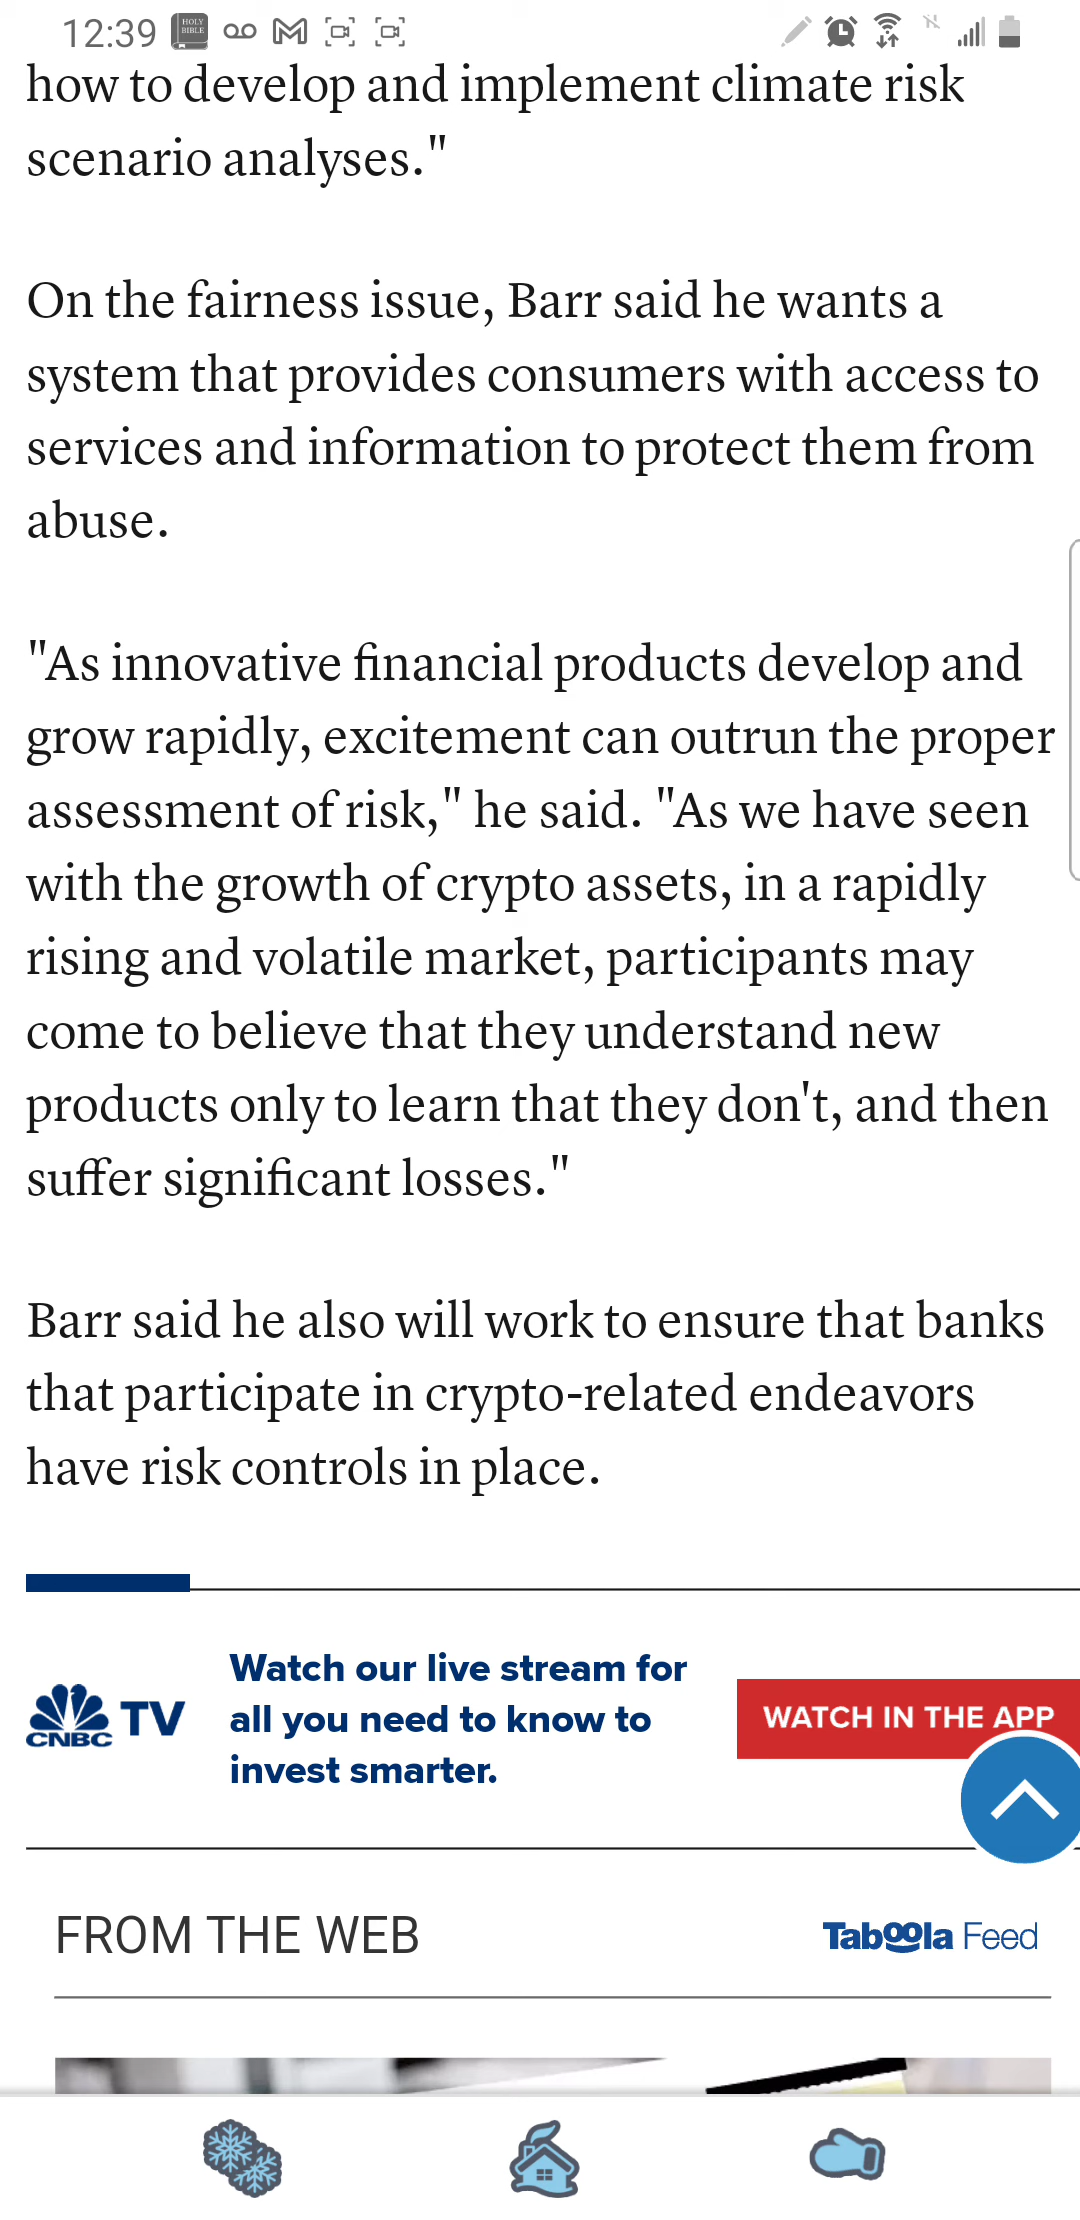 12:39
HOLY
BIBLE
how to develop and implement climate risk
scenario analyses."
On the fairness issue, Barr said he wants a
system that provides consumers with access to
services and information to protect them from
abuse.
"As innovative financial products develop and
grow rapidly, excitement can outrun the proper
assessment of risk," he said. "As we have seen
with the growth of crypto assets, in a rapidly
rising and volatile market, participants may
come to believe that they understand new
products only to learn that they don't, and then
suffer significant losses."
Barr said he also will work to ensure that banks
that participate in crypto-related endeavors
have risk controls in place.
CNBC TV
Watch our live stream for
all you need to know to
invest smarter.
WATCH IN THE APP
FROM THE WEB
Taboola Feed